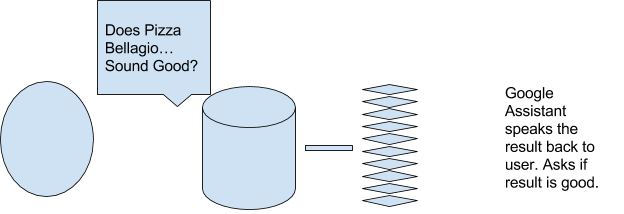 Does Pizza
Bellagio...
Sound Good?
Google
Assistant
speaks the
result back to
user. Asks if
result is good.